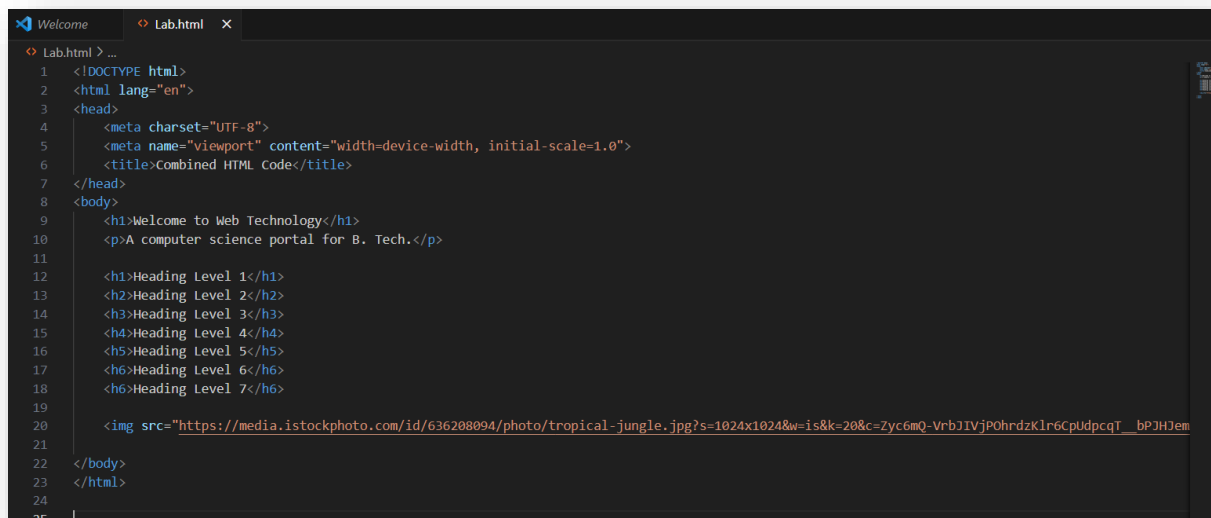 Welcome Lab.html
Lab.html > ...
1 <!DOCTYPE html>
2 <html lang="en">
3 <head>
4 <meta charset="UTF-8">
5 <meta name="viewport" content="width=device-width, initial-scale=1.0">
6 <title>Combined HTML Code</title>
7 </head>
8 <body>
9 <h1>Welcome to Web Technology</h1>
10 <p>A computer science portal for B. Tech.</p>
11
12 <h1>Heading Level 1</h1>
13 <h2>Heading Level 2</h2>
14 <h3>Heading Level 3</h3>
15 <h4>Heading Level 4</h4>
16 <h5>Heading Level 5</h5>
17 <h6>Heading Level 6</h6>
18 <h6>Heading Level 7</h6>
19
20 <img src="https://media.istockphoto.com/id/636208094/photo/tropical-jungle.jpg?s=1024x1024&w=is&k=20&c=Zyc6mQ-VrbJIVjPOhrdzKlr6CpUdpcqT__bPJHJem
21
22 </body>
23 </html>
24
25